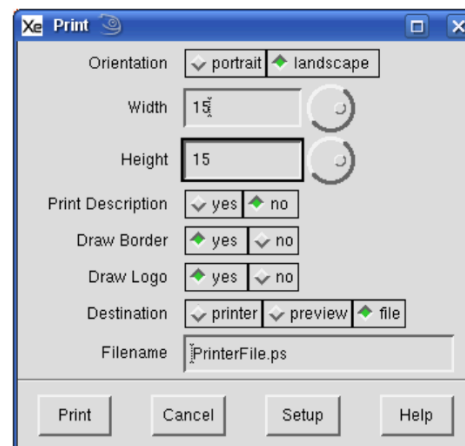 Xe Print
Orientation portrait landscape
Width 15
Height 15
Print Description yes no
Draw Border yes no
Draw Logo yes no
Destination printer preview file
Filename PrinterFile.ps
Print Cancel Setup Help